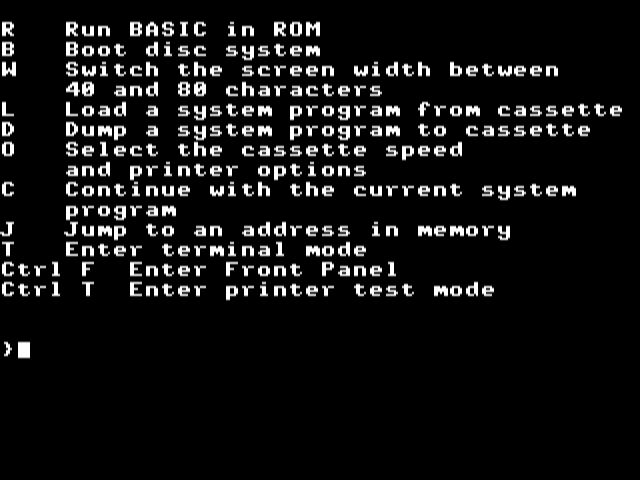 R   Run BASIC in ROM
B   Boot disc system
W   Switch the screen width between
    40 and 80 characters
L   Load a system program from cassette
D   Dump a system program to cassette
O   Select the cassette speed
    and printer options
C   Continue with the current system
    program
J   Jump to an address in memory
T   Enter terminal mode
Ctrl F  Enter Front Panel
Ctrl T  Enter printer test mode
}